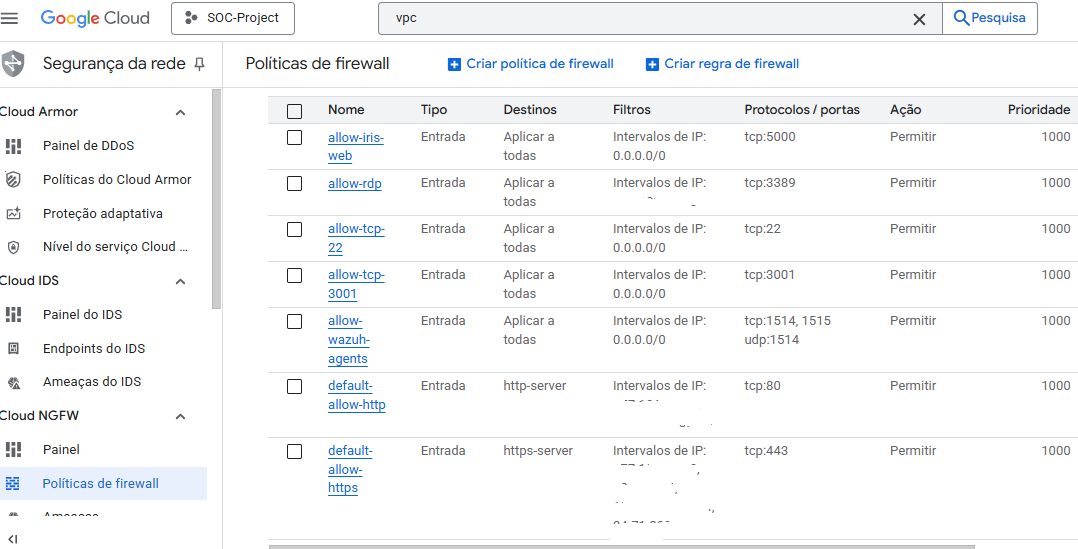 Google Cloud
SOC-Project
vpc
Pesquisa
Segurança da rede
Políticas de firewall
Criar política de firewall
Criar regra de firewall
Cloud Armor
Painel de DDoS
Políticas do Cloud Armor
Proteção adaptativa
Nível do serviço Cloud ...
Cloud IDS
Painel do IDS
Endpoints do IDS
Ameaças do IDS
Cloud NGFW
Painel
Políticas de firewall
Nome Tipo Destinos Filtros Protocolos / portas Ação Prioridade
allow-iris- Entrada Aplicar a Intervalos de IP: tcp:5000 Permitir 1000
web todas 0.0.0.0/0
allow-rdp Entrada Aplicar a Intervalos de IP: tcp:3389 Permitir 1000
todas
allow-tcp- Entrada Aplicar a Intervalos de IP: tcp:22 Permitir 1000
22 todas 0.0.0.0/0
allow-tcp- Entrada Aplicar a Intervalos de IP: tcp:3001 Permitir 1000
3001 todas 0.0.0.0/0
allow- Entrada Aplicar a Intervalos de IP: tcp:1514, 1515 Permitir 1000
wazuh- todas 0.0.0.0/0 udp:1514
agents
default- Entrada http-server Intervalos de IP: tcp:80 Permitir 1000
allow-http
default- Entrada https-server Intervalos de IP: tcp:443 Permitir 1000
allow-
https